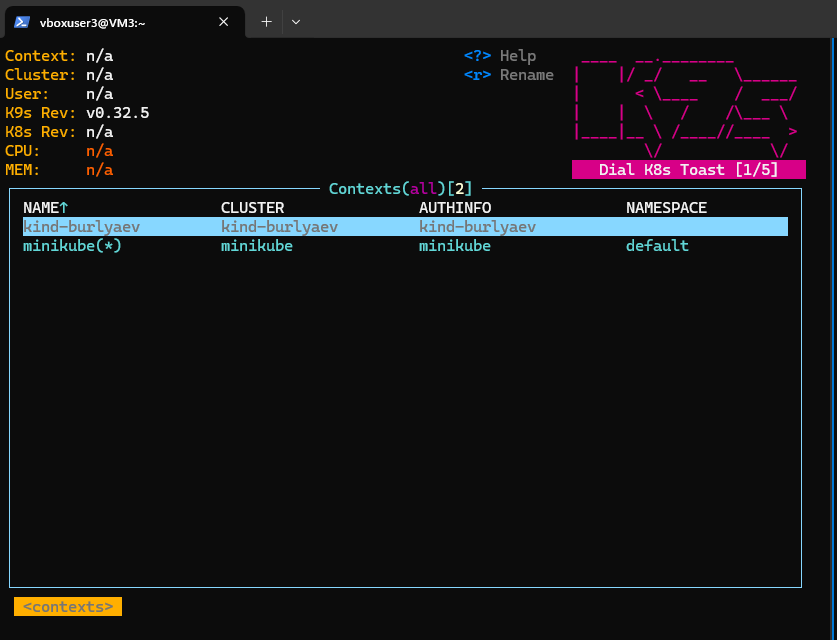 vboxuser3@VM3:~
Context: n/a
<?> Help
Cluster: n/a
<r> Rename
User: n/a
K9s Rev: v0.32.5
K8s Rev: n/a
CPU: n/a
MEM: n/a
Dial K8s Toast [1/5]
Contexts(all)[2]
NAME↑ CLUSTER AUTHINFO NAMESPACE
kind-burlyaev kind-burlyaev kind-burlyaev
minikube(*) minikube minikube default
<contexts>